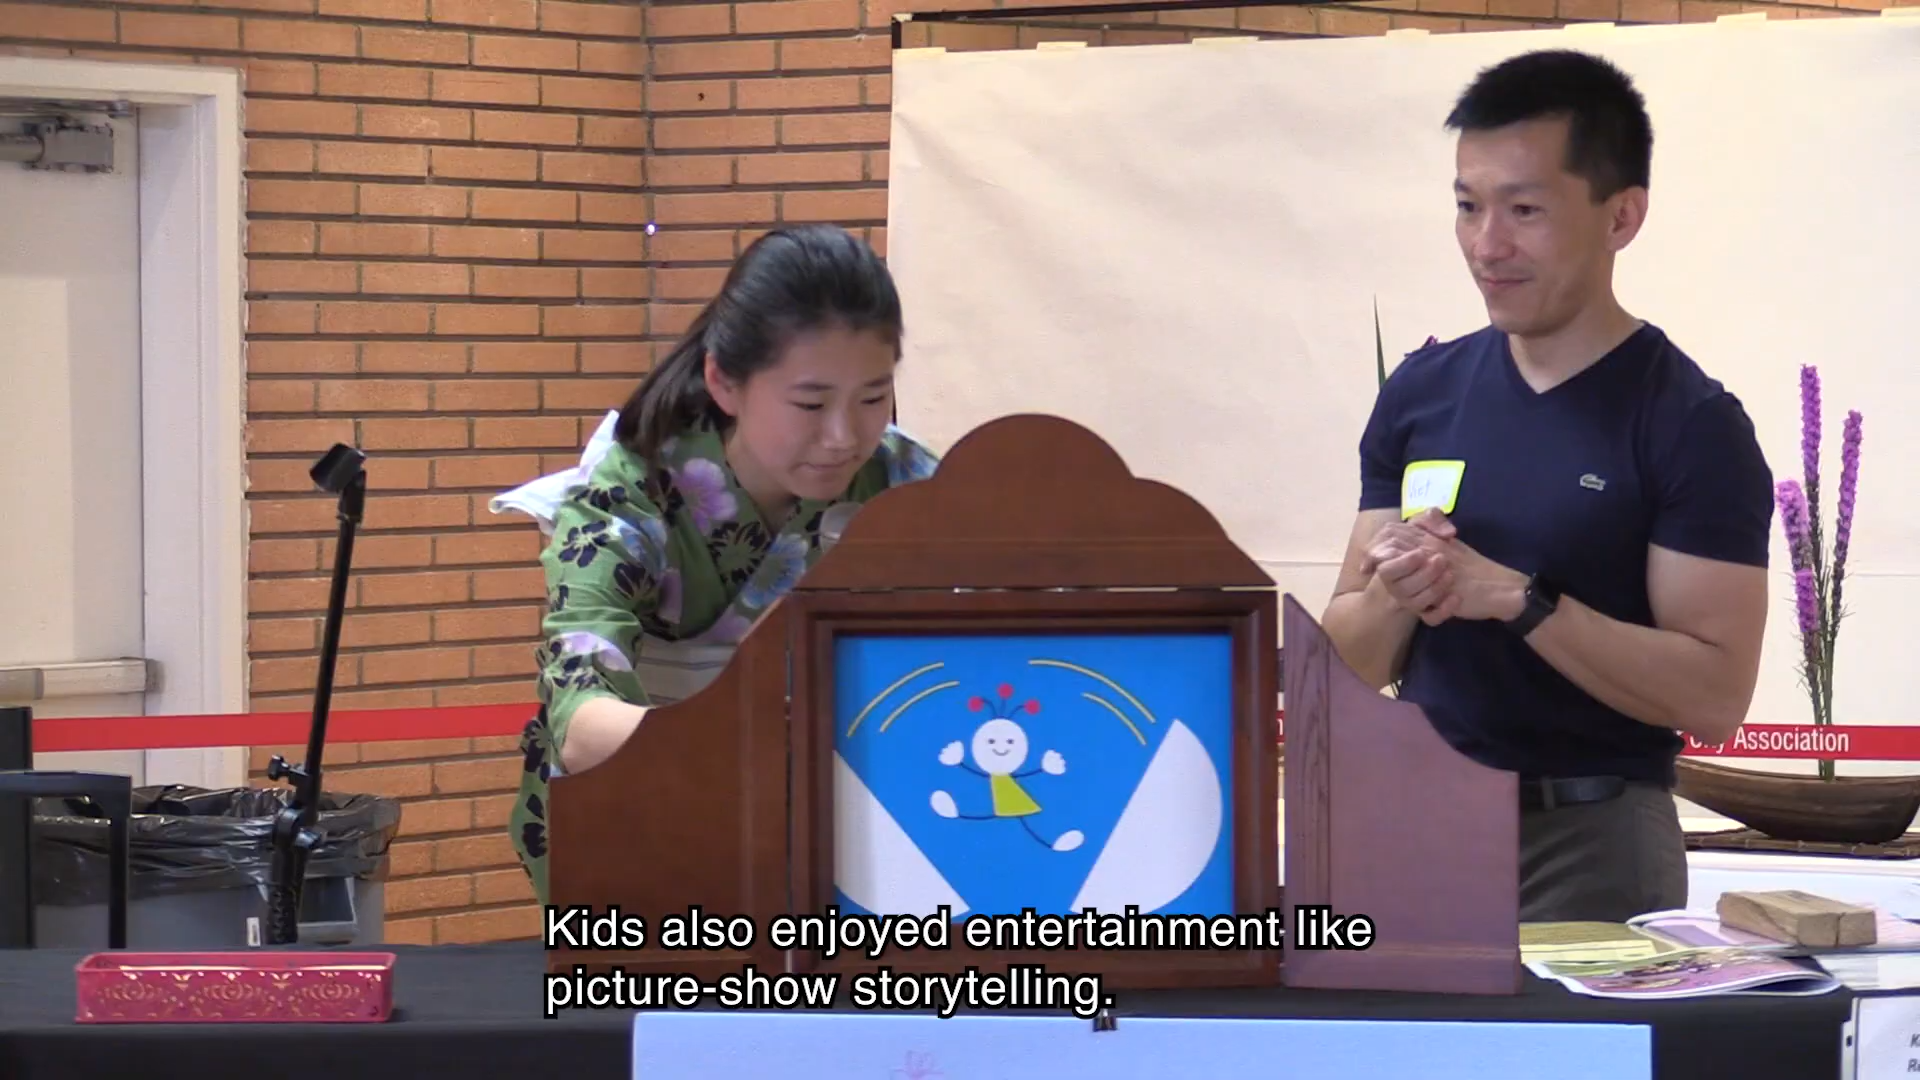 Association
Kids also enjoyed entertainment like
picture-show storytelling.